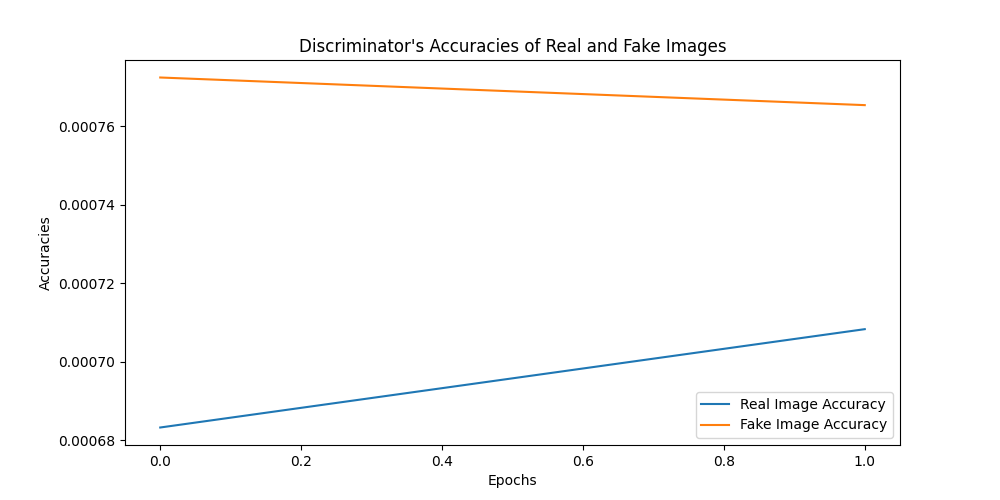 Discriminator's Accuracies of Real and Fake Images
Accuracies
0.00076
0.00074
0.00072
0.00070
0.00068
Real Image Accuracy
Fake Image Accuracy
0.0 0.2 0.4 0.6 0.8 1.0
Epochs